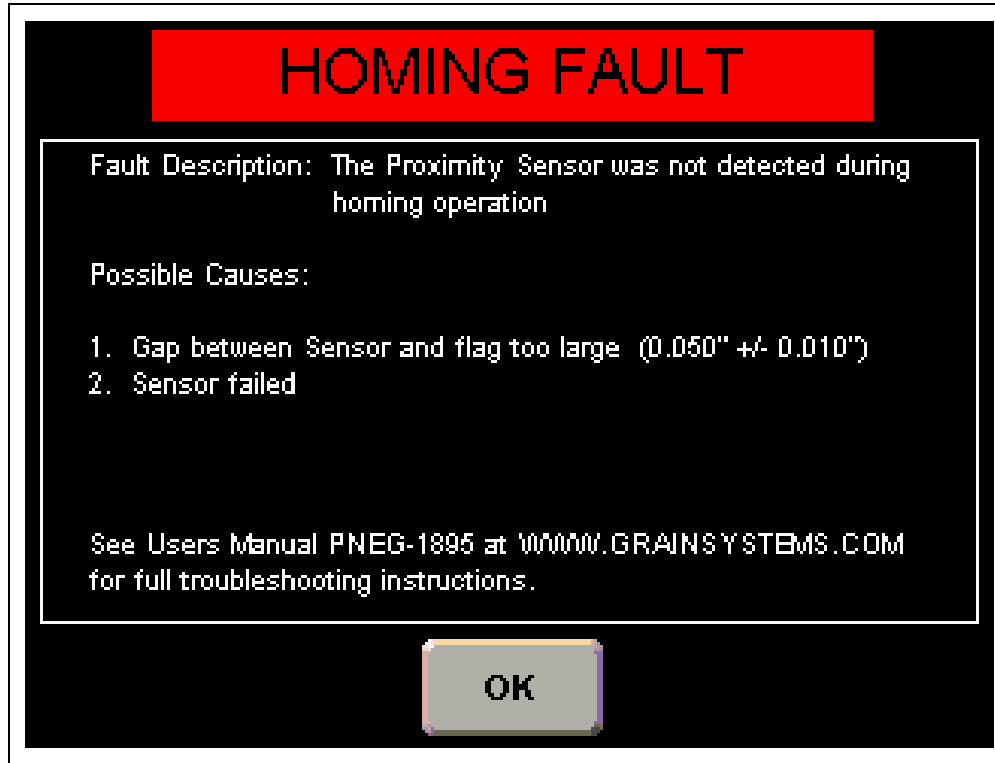 HOMING FAULT
Fault Description: The Proximity Sensor was not detected during
homing operation
Possible Causes:
1. Gap between Sensor and flag too large (0.050" +/- 0.010")
2. Sensor failed
See Users Manual PNEG-1895 at WWW.GRAINSYSTEMS.COM
for full troubleshooting instructions.
OK